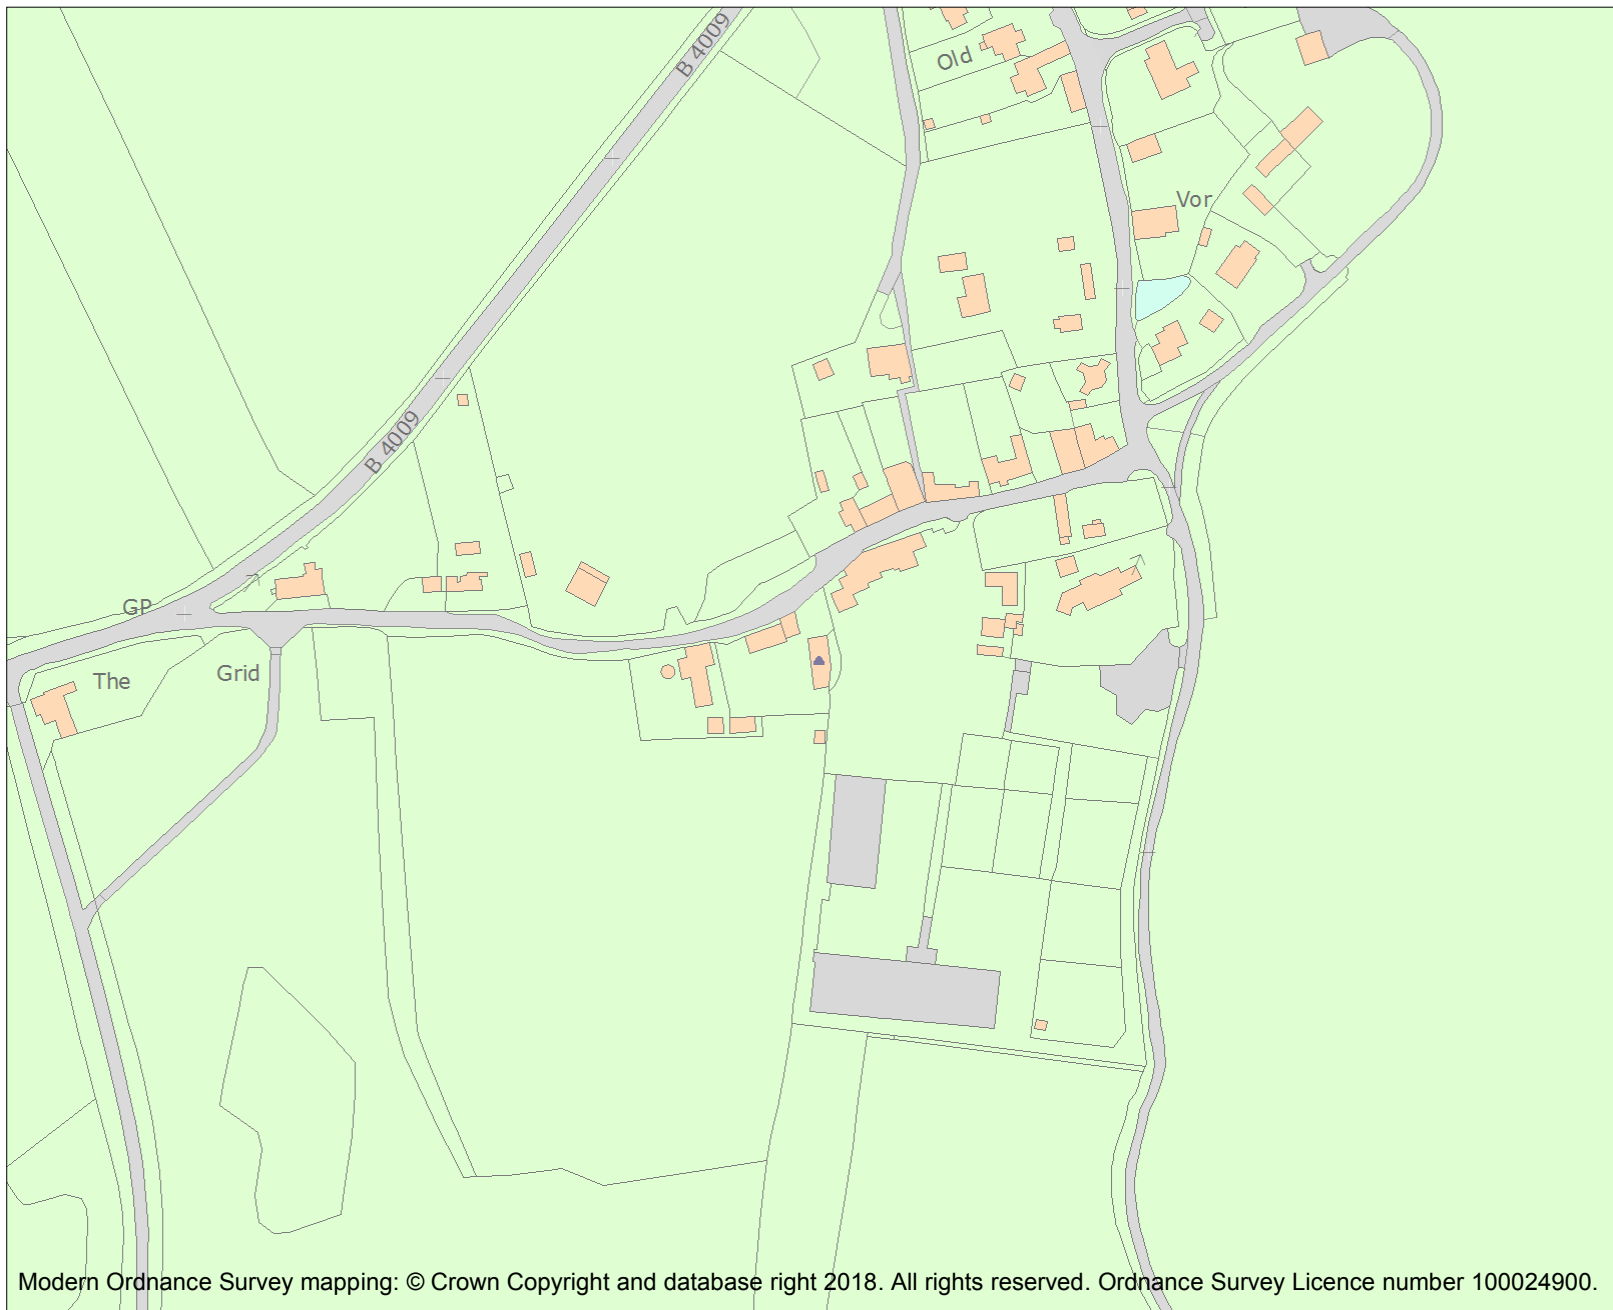 B 4009
Old
Vor
B 4009
GP
The
Grid
Modern Ordnance Survey mapping: © Crown Copyright and database right 2018. All rights reserved. Ordnance Survey Licence number 100024900.